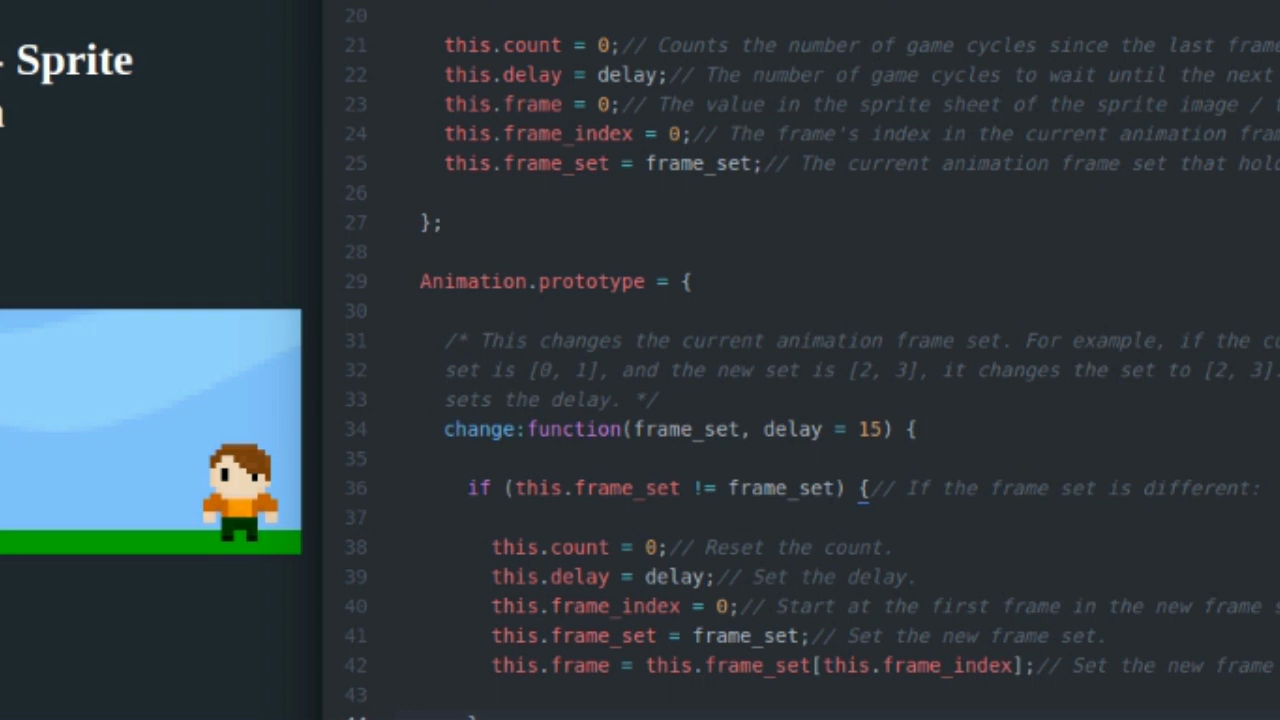 - Sprite
20
21 this.count = 0;// Counts the number of game cycles since the last frame
22 this.delay = delay;// The number of game cycles to wait until the next
23 this.frame = 0;// The value in the sprite sheet of the sprite image /
24 this.frame_index = 0;// The frame's index in the current animation
25 this.frame_set = frame_set;// The current animation frame set that
26
27 };
28
29 Animation.prototype = {
30
31 /* This changes the current animation frame set. For example, if the
32 set is [0, 1], and the new set is [2, 3], it changes the set to [2, 3].
33 sets the delay. */
34 change:function(frame_set, delay = 15) {
35
36 if (this.frame_set != frame_set) {// If the frame set is different:
37
38 this.count = 0;// Reset the count.
39 this.delay = delay;// Set the delay.
40 this.frame_index = 0;// Start at the first frame in the new frame
41 this.frame_set = frame_set;// Set the new frame set.
42 this.frame = this.frame_set[this.frame_index];// Set the new frame
43